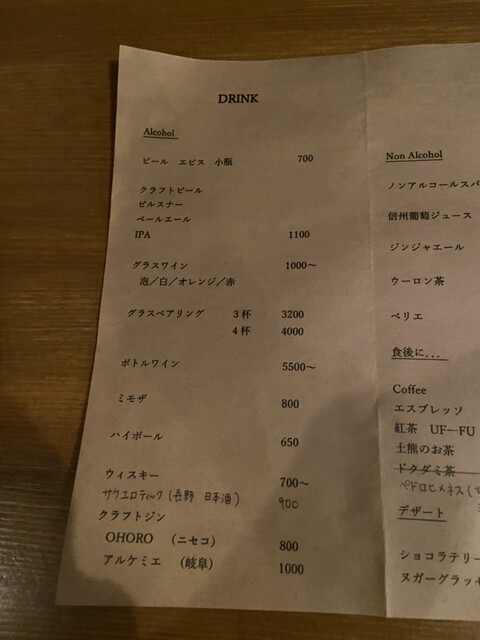 DRINK
Alcohol
ビール　エビス　小瓶　700
クラフトビール
ピルスナー
ペールエール
IPA　1100
グラスワイン　1000～
泡／白／オレンジ／赤
グラスペアリング　3杯　3200
4杯　4000
ボトルワイン　5500～
ミモザ　800
ハイボール　650
ウィスキー　700～
サケエロティック（長野 日本酒）　900
クラフトジン
OHORO　（ニセコ）　800
アルケミエ　（岐阜）　1000
Non Alcohol
ノンアルコールスパ
信州葡萄ジュース
ジンジャエール
ウーロン茶
ペリエ
食後に...
Coffee
エスプレッソ
紅茶　UF―FU
土熊のお茶
ドクダミ茶
ペドロヒメネス（
デザート
ショコラテリー
ヌガーグラッ